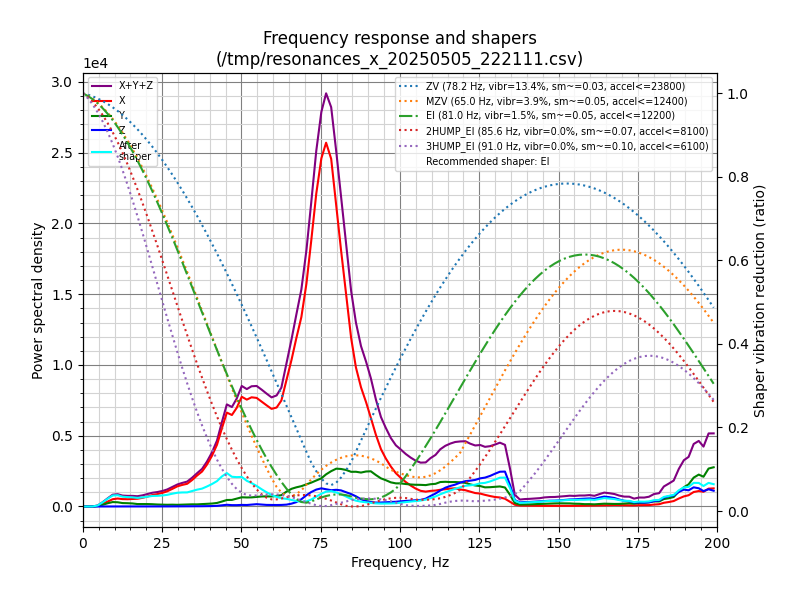 Frequency response and shapers
(/tmp/resonances_x_20250505_222111.csv)
1e4
X+Y+Z
X
Y
Z
After
shaper
ZV (78.2 Hz, vibr=13.4%, sm~=0.03, accel<=23800)
MZV (65.0 Hz, vibr=3.9%, sm~=0.05, accel<=12400)
EI (81.0 Hz, vibr=1.5%, sm~=0.05, accel<=12200)
2HUMP_EI (85.6 Hz, vibr=0.0%, sm~=0.07, accel<=8100)
3HUMP_EI (91.0 Hz, vibr=0.0%, sm~=0.10, accel<=6100)
Recommended shaper: EI
3.0
2.5
2.0
1.5
1.0
0.5
0.0
Power spectral density
1.0
0.8
0.6
0.4
0.2
0.0
Shaper vibration reduction (ratio)
0 25 50 75 100 125 150 175 200
Frequency, Hz